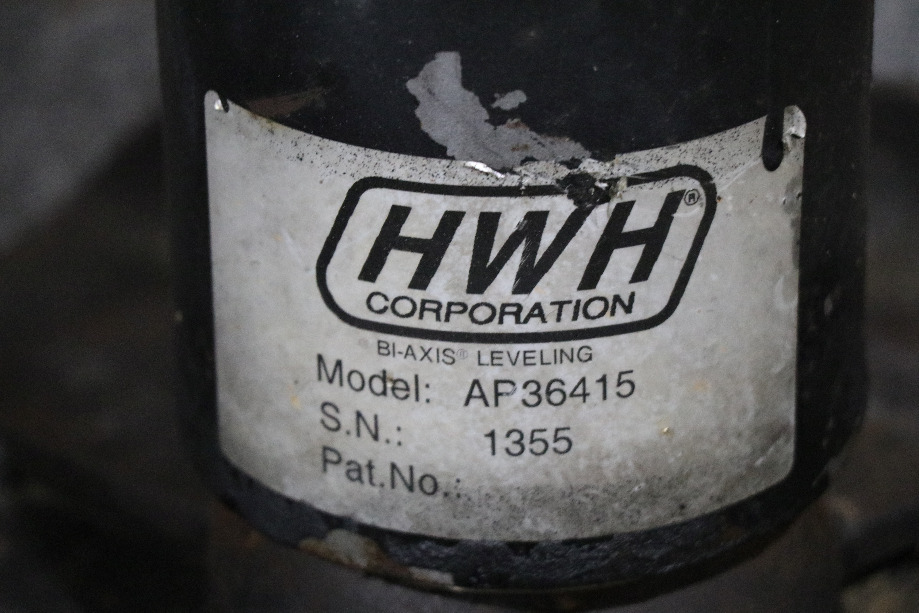 HWH®
CORPORATION
BI-AXIS® LEVELING
Model: AP36415
S.N.: 1355
Pat.No.: